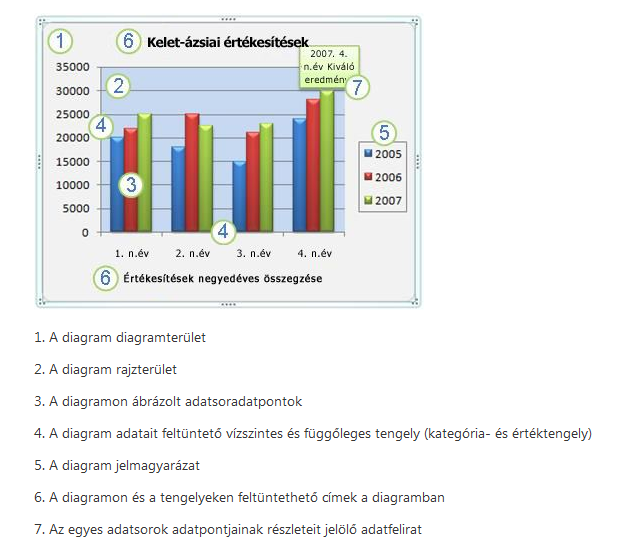 1
6
Kelet-ázsiai értékesítések
2007. 4.
n.év Kiváló
eredmény
7
35000
30000
25000
20000
15000
10000
5000
0
2
4
3
4
5
2005
2006
2007
1. n.év 2. n.év 3. n.év 4. n.év
6
Értékesítések negyedéves összegzése
1. A diagram diagramterület
2. A diagram rajzterület
3. A diagramon ábrázolt adatsoradatpontok
4. A diagram adatait feltüntető vízszintes és függőleges tengely (kategória- és értéktengely)
5. A diagram jelmagyarázat
6. A diagramon és a tengelyeken feltüntethető címek a diagramban
7. Az egyes adatsorok adatpontjainak részleteit jelölő adatfelirat